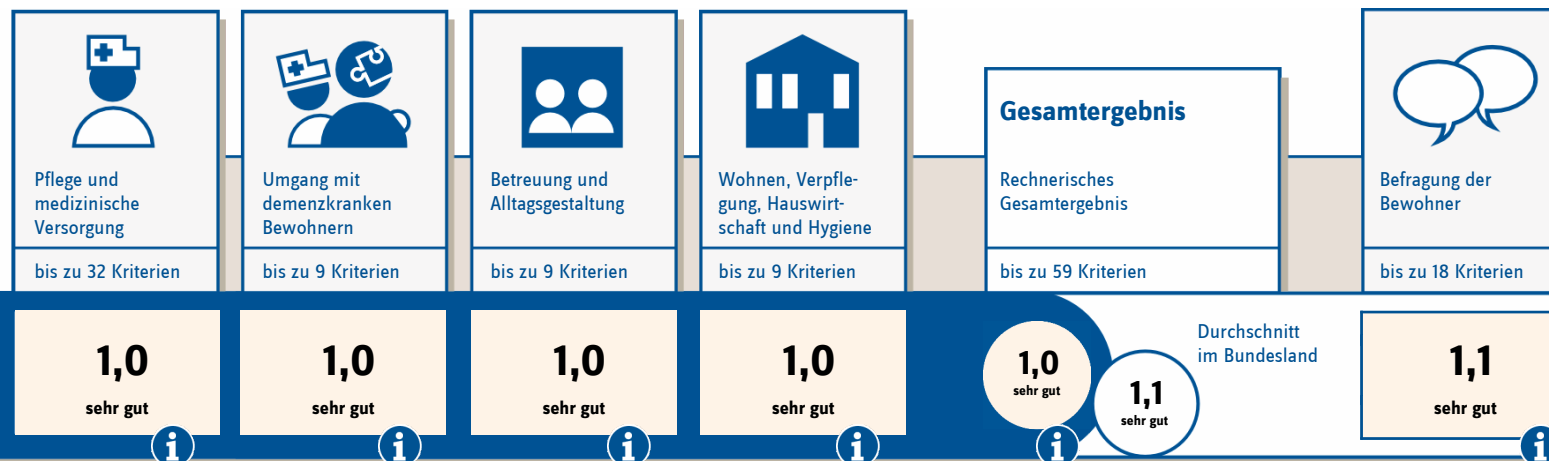 Pflege und
medizinische
Versorgung
bis zu 32 Kriterien
1,0
sehr gut
i
Umgang mit
demenzkranken
Bewohnern
bis zu 9 Kriterien
1,0
sehr gut
i
Betreuung und
Alltagsgestaltung
bis zu 9 Kriterien
1,0
sehr gut
i
Wohnen, Verpfle-
gung, Hauswirt-
schaft und Hygiene
bis zu 9 Kriterien
1,0
sehr gut
i
Gesamtergebnis
Rechnerisches
Gesamtergebnis
bis zu 59 Kriterien
1,0
sehr gut
i
1,1
sehr gut
Durchschnitt
im Bundesland
Befragung der
Bewohner
bis zu 18 Kriterien
1,1
sehr gut
i